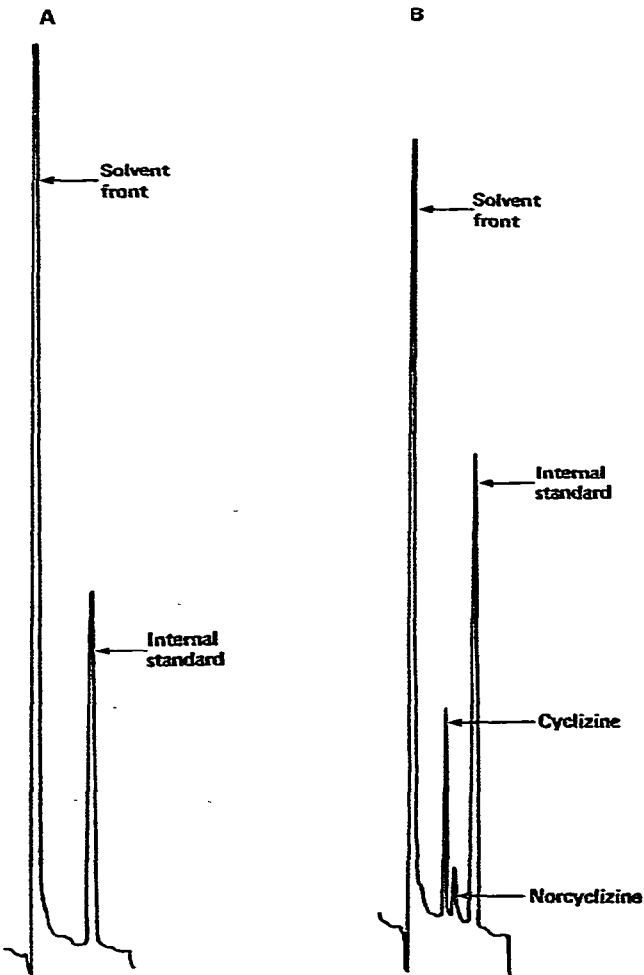 A
Solvent
front
Internal
standard
B
Solvent
front
Internal
standard
Cyclizine
Norcyclizine